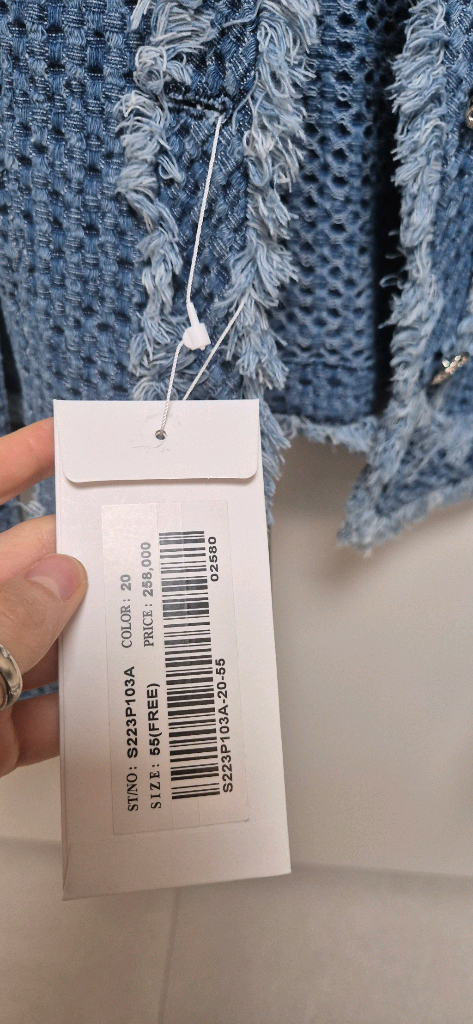 ST/NO: S223P103A COLOR: 20
SIZE: 55(FREE) PRICE: 258,000
02580
S223P103A-20-55